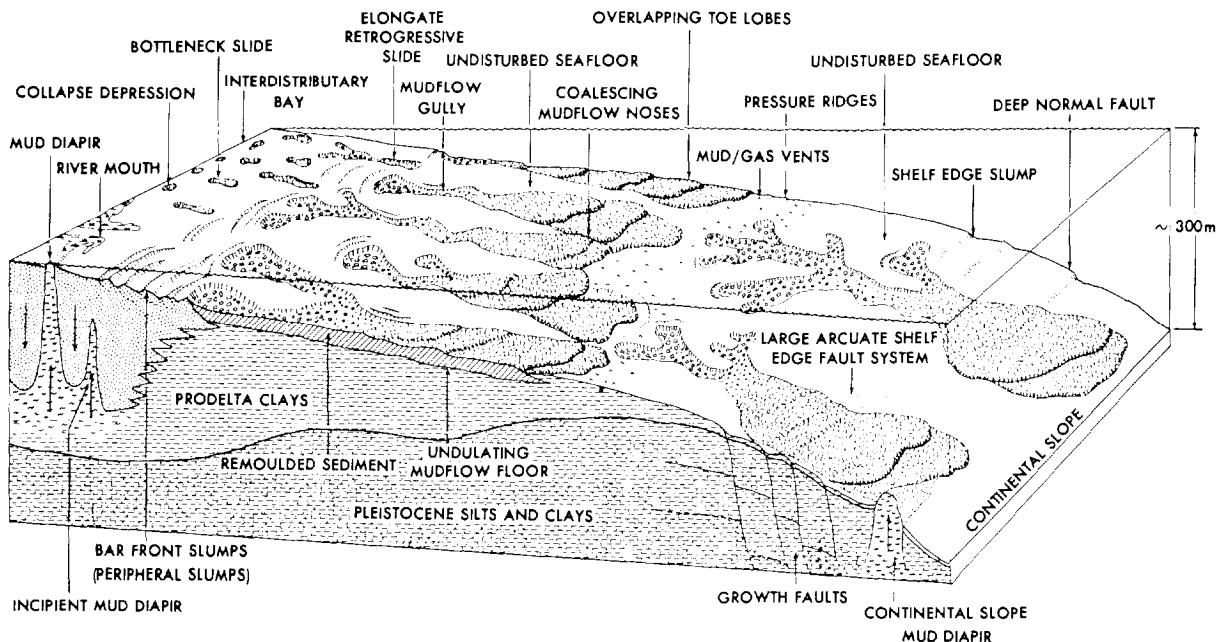 OVERLAPPING TOE LOBES
ELONGATE
RETROGRESSIVE
SLIDE
BOTTLENECK SLIDE
UNDISTURBED SEAFLOOR
UNDISTURBED SEAFLOOR
INTERDISTRIBUTARY
BAY
MUDFLOW
GULLY
COALESCING
MUDFLOW NOSES
PRESSURE RIDGES
DEEP NORMAL FAULT
COLLAPSE DEPRESSION
MUD DIAPIR
RIVER MOUTH
MUD/GAS VENTS
SHELF EDGE SLUMP
~ 300m
LARGE ARCUATE SHELF
EDGE FAULT SYSTEM
PRODELTA CLAYS
REMOULDED SEDIMENT
UNDULATING
MUDFLOW FLOOR
CONTINENTAL SLOPE
PLEISTOCENE SILTS AND CLAYS
BAR FRONT SLUMPS
(PERIPHERAL SLUMPS)
INCIPIENT MUD DIAPIR
GROWTH FAULTS
CONTINENTAL SLOPE
MUD DIAPIR